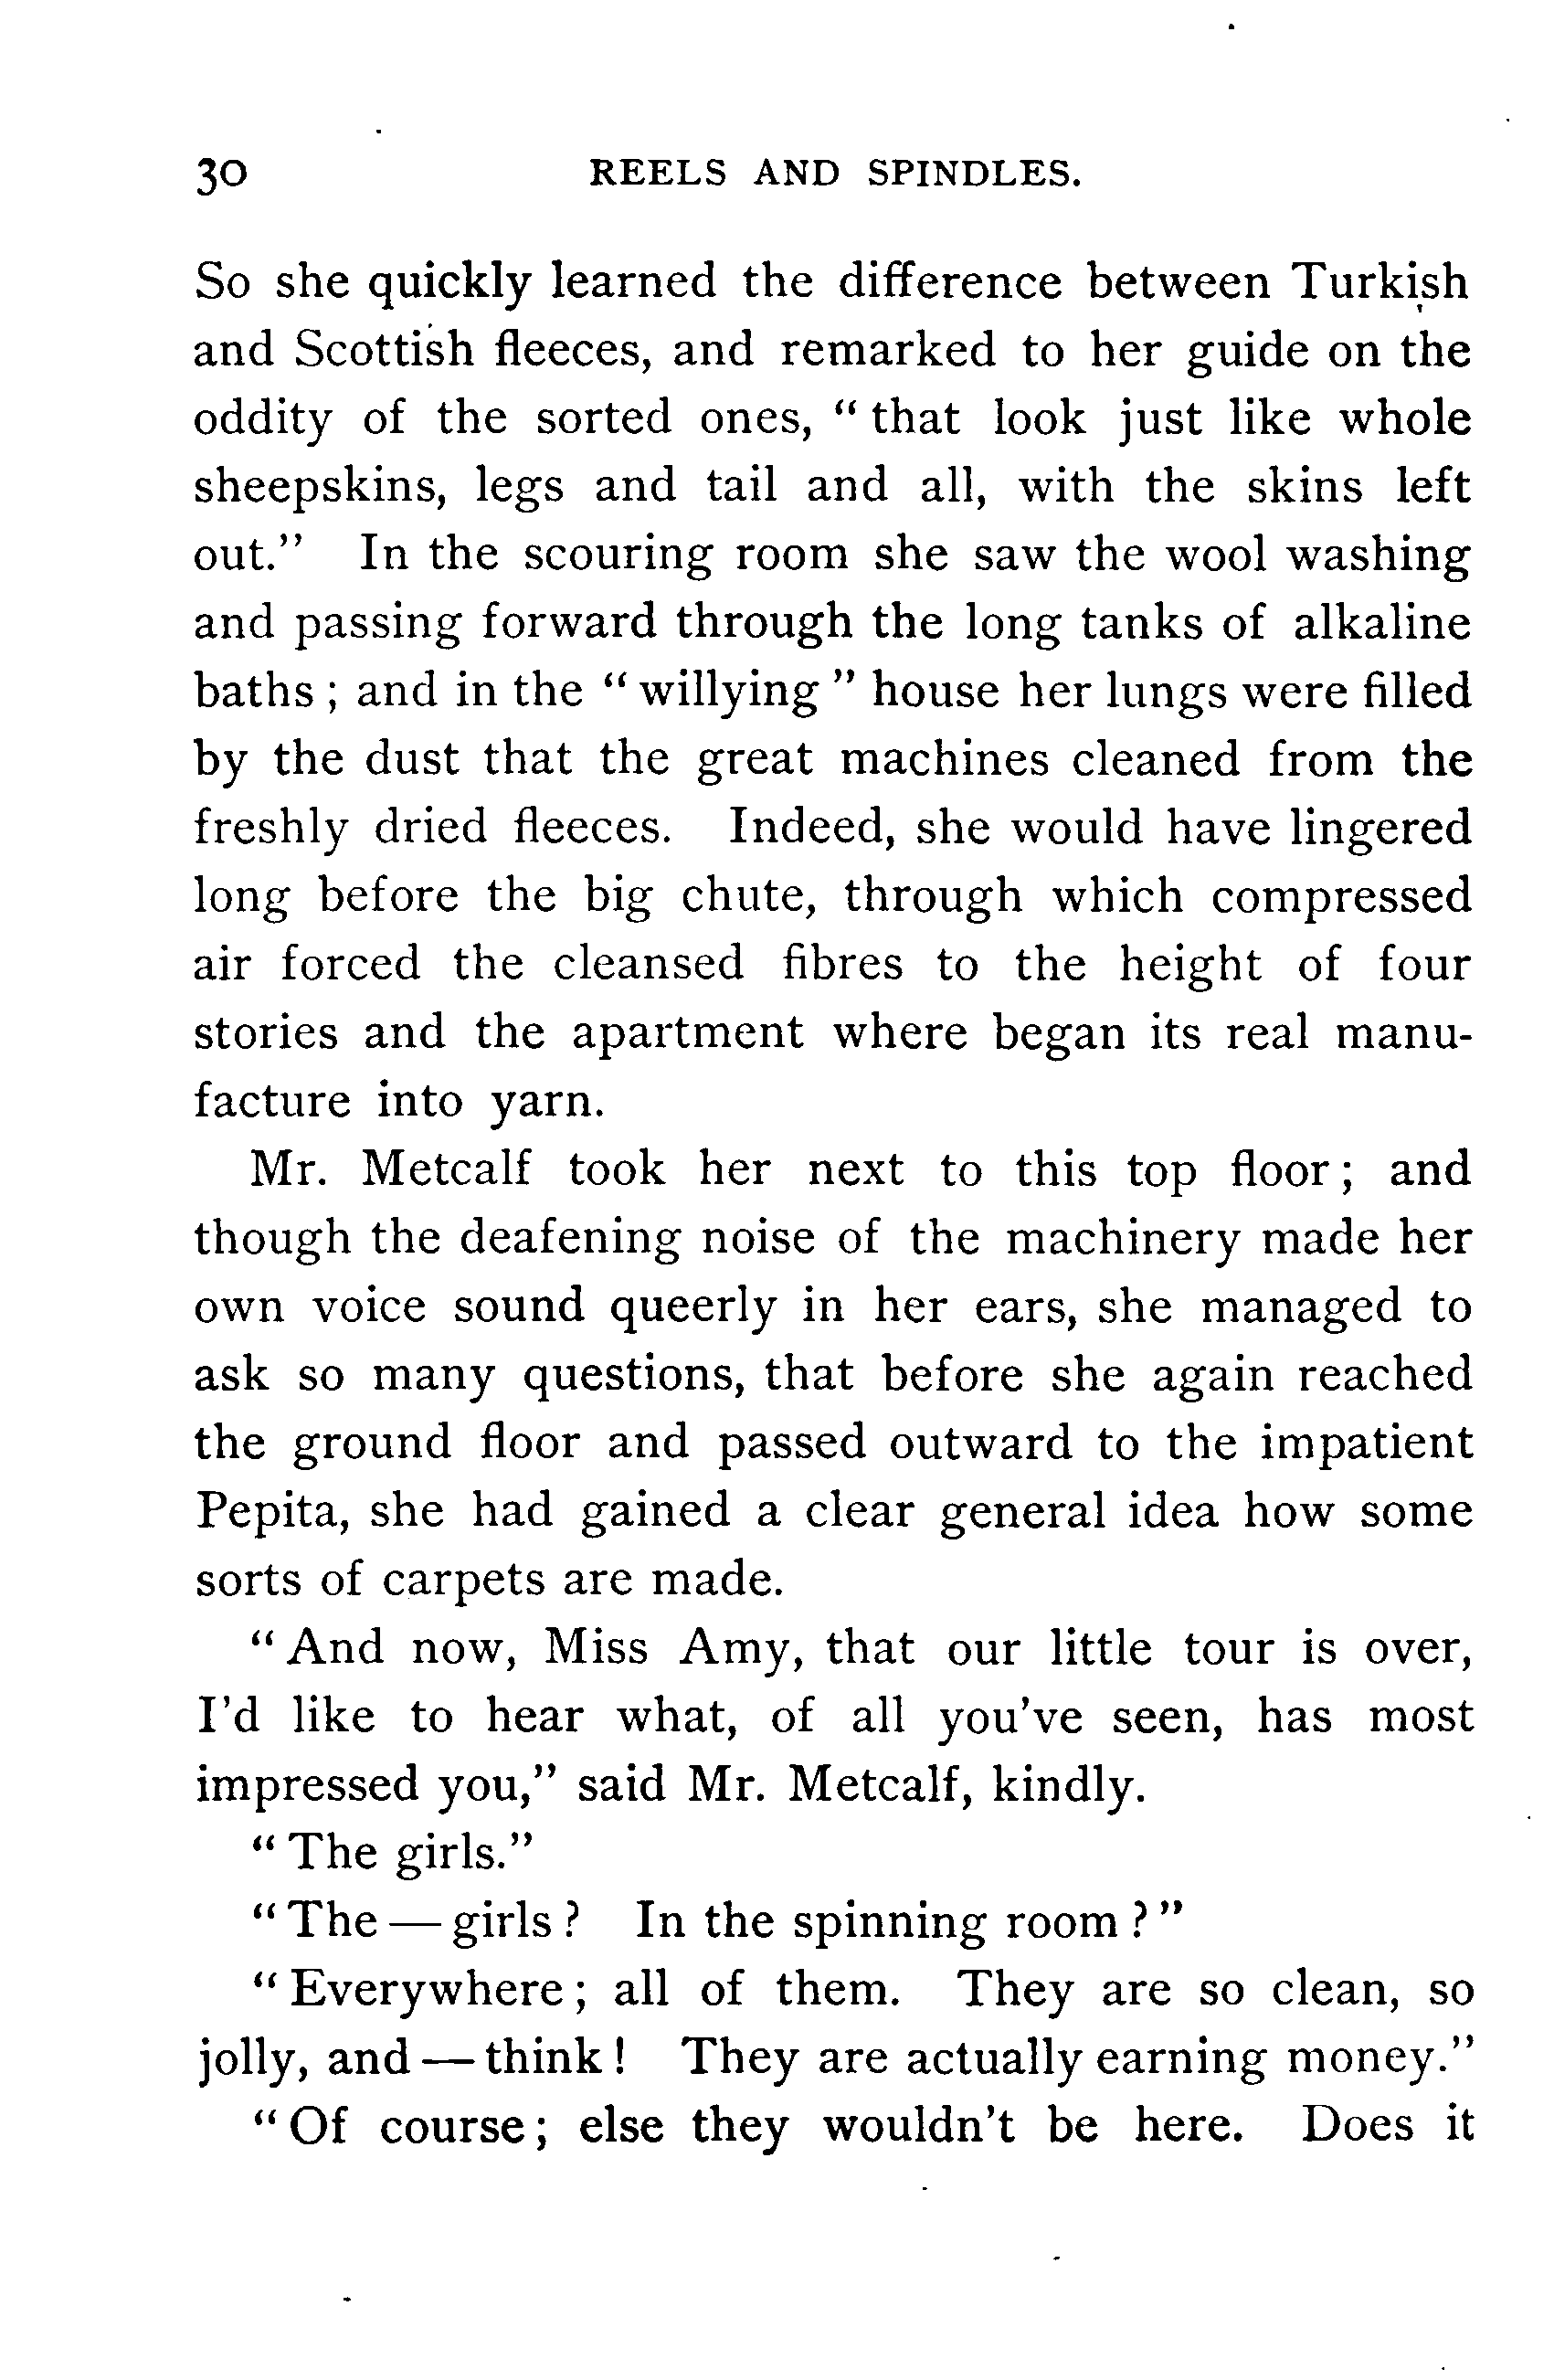 30 REELS AND SPINDLES.
So she quickly learned the difference between Turkish
and Scottish fleeces, and remarked to her guide on the
oddity of the sorted ones, “ that look just like whole
sheepskins, legs and tail and all, with the skins left
out.” In the scouring room she saw the wool washing
and passing forward through the long tanks of alkaline
baths ; and in the “ willying ” house her lungs were filled
by the dust that the great machines cleaned from the
freshly dried fleeces. Indeed, she would have lingered
long before the big chute, through which compressed
air forced the cleansed fibres to the height of four
stories and the apartment where began its real manu-
facture into yarn.
Mr. Metcalf took her next to this top floor ; and
though the deafening noise of the machinery made her
own voice sound queerly in her ears, she managed to
ask so many questions, that before she again reached
the ground floor and passed outward to the impatient
Pepita, she had gained a clear general idea how some
sorts of carpets are made.
“ And now, Miss Amy, that our little tour is over,
I’d like to hear what, of all you’ve seen, has most
impressed you,” said Mr. Metcalf, kindly.
“ The girls.”
“ The — girls ? In the spinning room ? ”
“ Everywhere ; all of them. They are so clean, so
jolly, and — think ! They are actually earning money.”
“ Of course ; else they wouldn’t be here. Does it